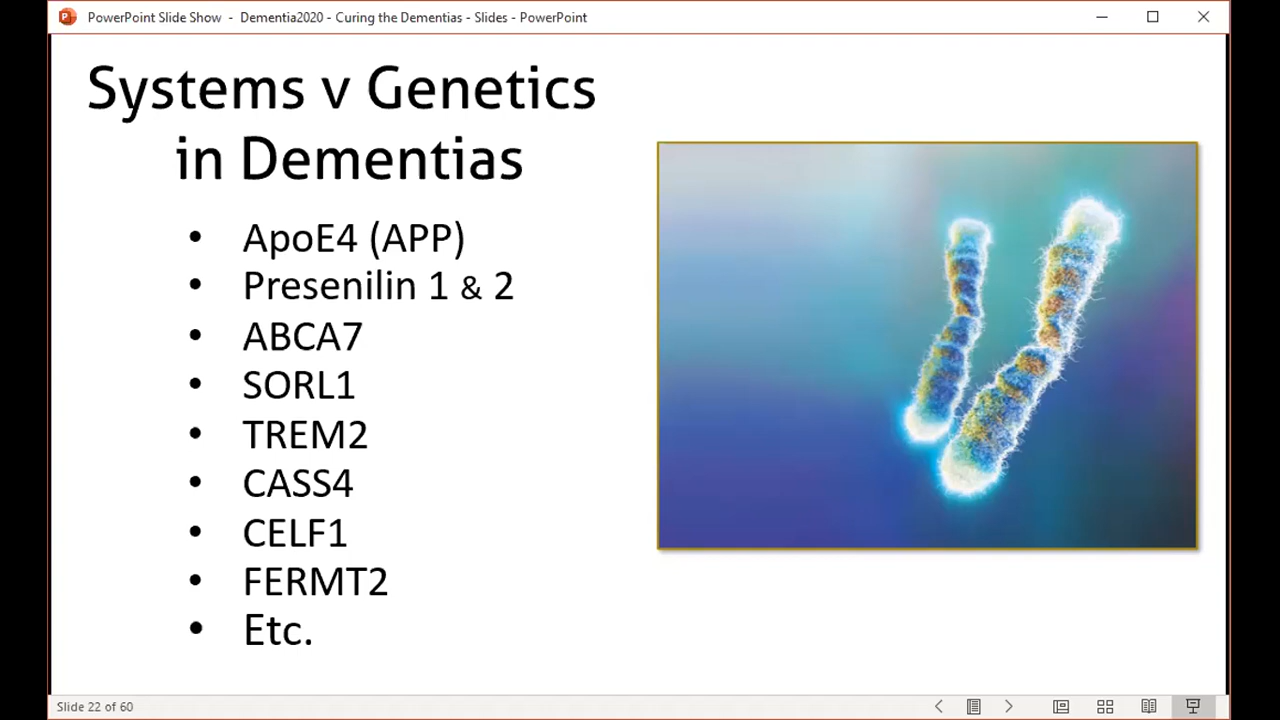 PowerPoint Slide Show - Dementia2020 - Curing the Dementias - Slides - PowerPoint
Systems v Genetics
in Dementias
• ApoE4 (APP)
• Presenilin 1 & 2
• ABCA7
• SORL1
• TREM2
• CASS4
• CELF1
• FERMT2
• Etc.
Slide 22 of 60